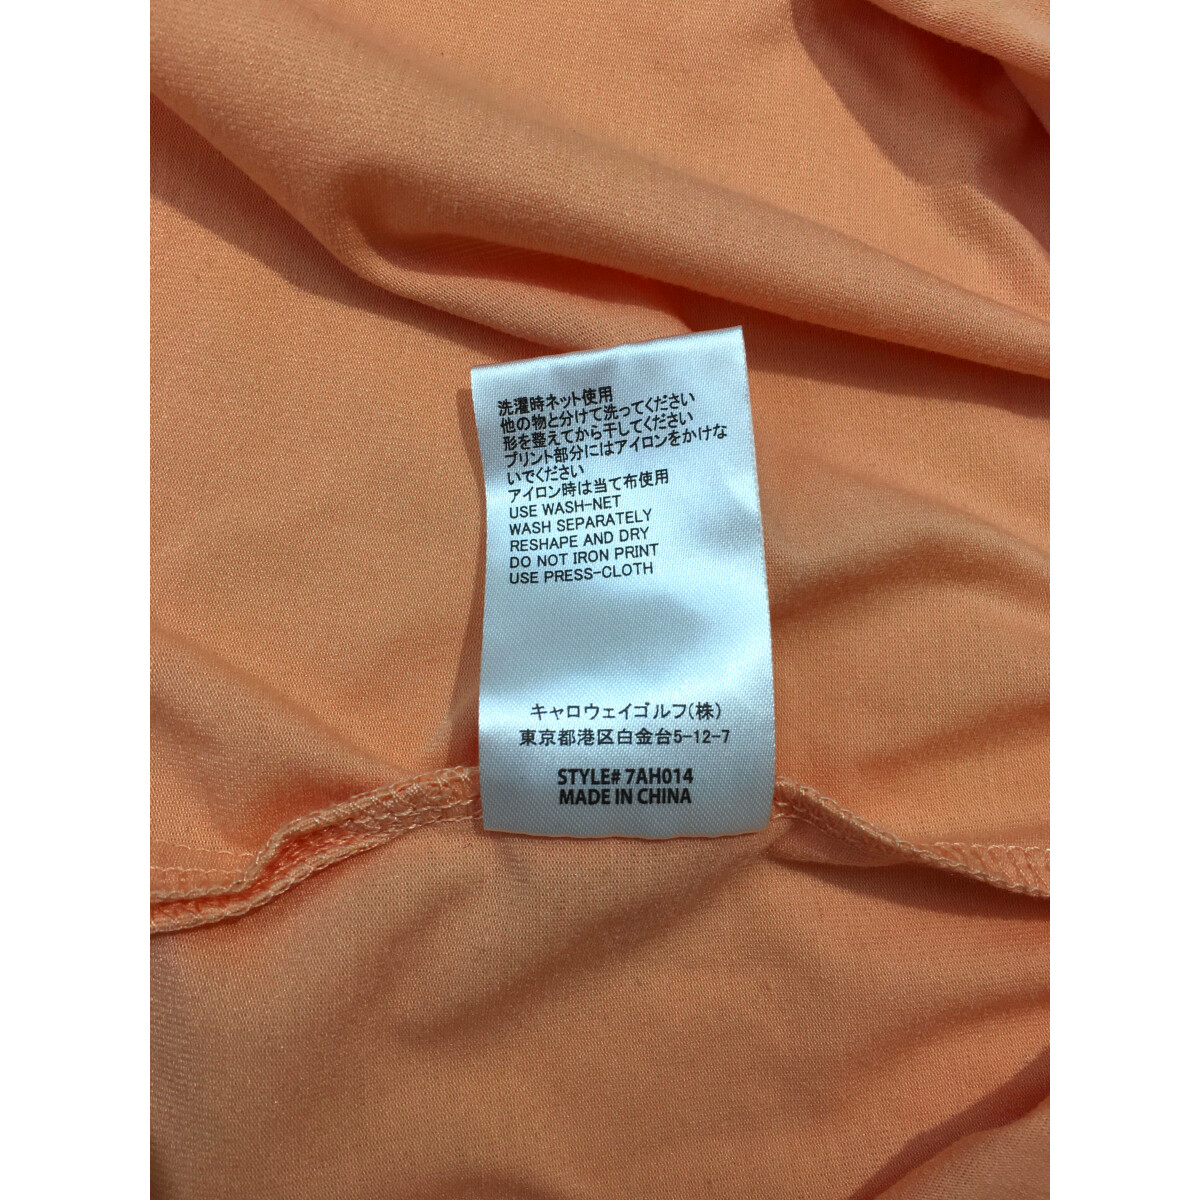 洗濯時ネット使用
他の物と分けて洗ってください
形を整えてから干してください
プリント部分にはアイロンをかけな
いでください
アイロン時は当て布使用
USE WASH-NET
WASH SEPARATELY
RESHAPE AND DRY
DO NOT IRON PRINT
USE PRESS-CLOTH
キャロウェイゴルフ(株)
東京都港区白金台5-12-7
STYLE# 7AH014
MADE IN CHINA